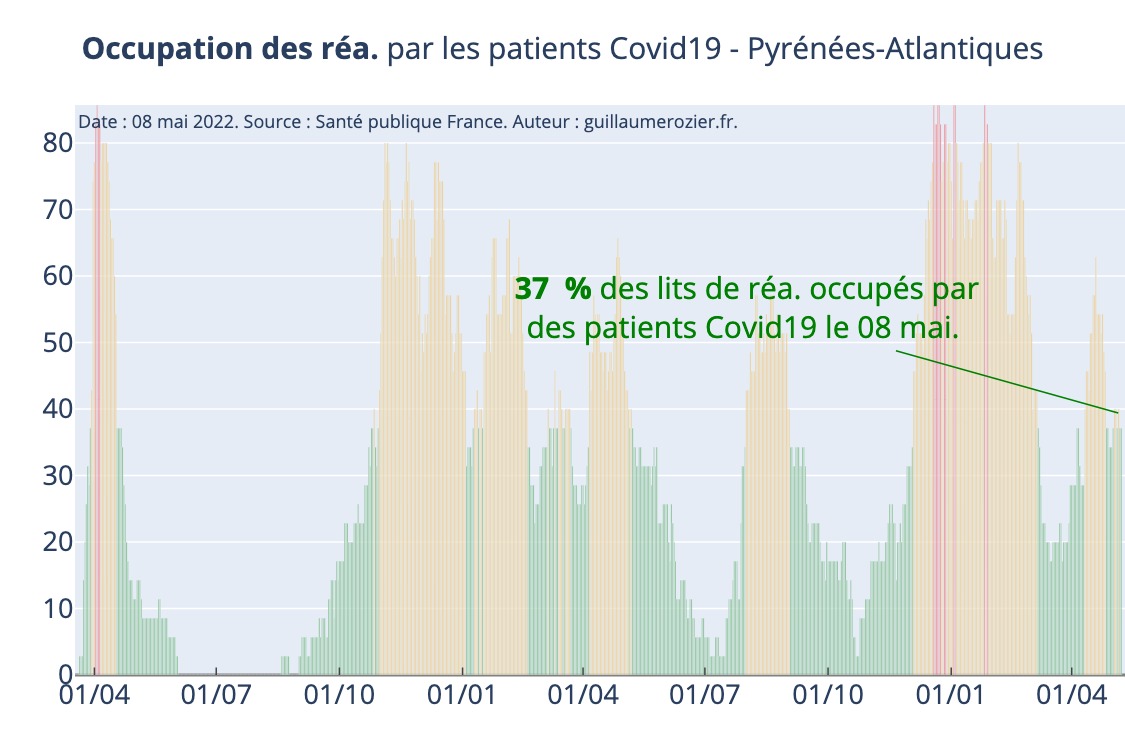 Occupation des réa. par les patients Covid19 - Pyrénées-Atlantiques
Date : 08 mai 2022. Source : Santé publique France. Auteur : guillaumerozier.fr.
80
70
60
37 % des lits de réa. occupés par
des patients Covid19 le 08 mai.
50
40
30
20
10
0
01/04 01/07 01/10 01/01 01/04 01/07 01/10 01/01 01/04